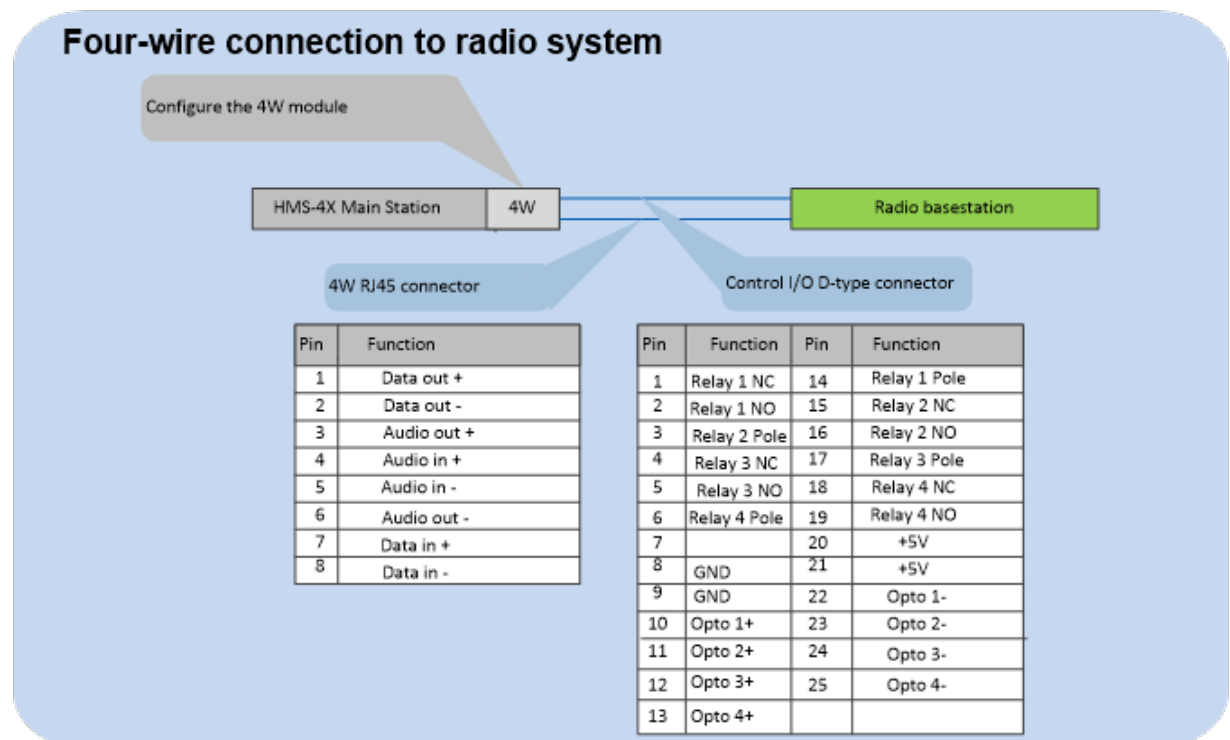 Four-wire connection to radio system
Configure the 4W module
HMS-4X Main Station 4W Radio basestation
4W RJ45 connector
Control I/O D-type connector
Pin Function
1 Data out +
2 Data out -
3 Audio out +
4 Audio in +
5 Audio in -
6 Audio out -
7 Data in +
8 Data in -
Pin Function Pin Function
1 Relay 1 NC 14 Relay 1 Pole
2 Relay 1 NO 15 Relay 2 NC
3 Relay 2 Pole 16 Relay 2 NO
4 Relay 3 NC 17 Relay 3 Pole
5 Relay 3 NO 18 Relay 4 NC
6 Relay 4 Pole 19 Relay 4 NO
7 20 +5V
8 GND 21 +5V
9 GND 22 Opto 1-
10 Opto 1+ 23 Opto 2-
11 Opto 2+ 24 Opto 3-
12 Opto 3+ 25 Opto 4-
13 Opto 4+